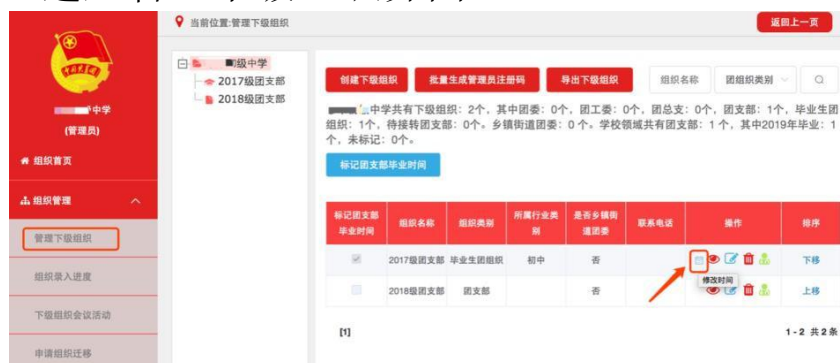 当前位置:管理下级组织
返回上一页
中学
(管理员)
组织首页
组织管理
管理下级组织
组织录入进度
下级组织会议活动
申请组织迁移
级中学
2017级团支部
2018级团支部
创建下级组织 批量生成管理员注册码 导出下级组织 组织名称 团组织类别
中学共有下级组织：2个，其中团委：0个，团工委：0个，团总支：0个，团支部：1个，毕业生团
组织：1个，待接转团支部：0个。乡镇街道团委：0 个。学校领域共有团支部：1 个，其中2019年毕业：1
个，未标记：0个。
标记团支部毕业时间
标记团支部毕业时间 组织名称 组织类别 所属行业类别 是否乡镇街道团委 联系电话 操作 排序
2017级团支部 毕业生团组织 初中 否 下移
修改时间
2018级团支部 团支部 否 上移
[1] 1-2 共2条